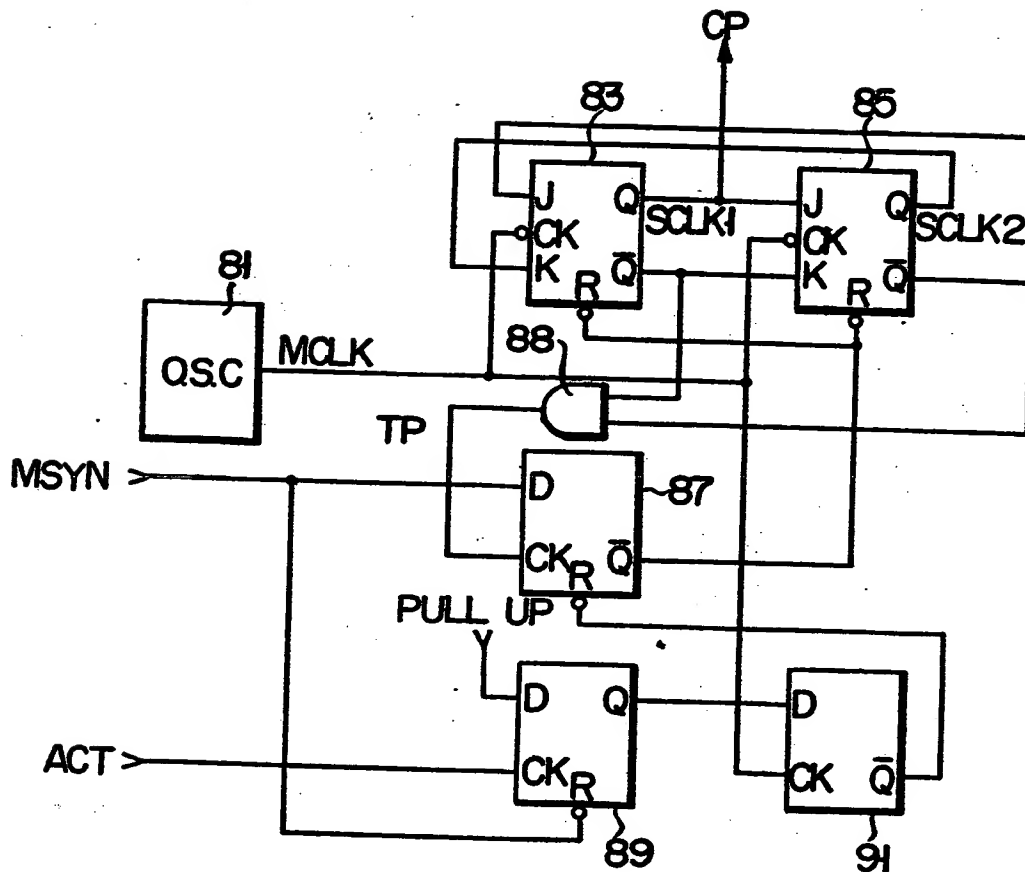 CP
83
85
J Q
SCLK1
J Q
SCLK2
CK
CK
K Q̅
K Q̅
R
R
81
88
MCLK
O.S.C
TP
MSYN
D
87
CK Q̅
R
PULL UP
D Q
D
ACT
CK
R
CK Q̅
89
91